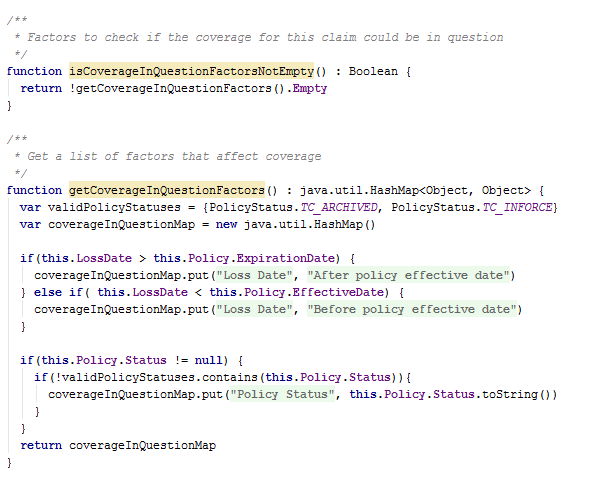 /**
 * Factors to check if the coverage for this claim could be in question
 */
function isCoverageInQuestionFactorsNotEmpty() : Boolean {
  return !getCoverageInQuestionFactors().Empty
}
/**
 * Get a list of factors that affect coverage
 */
function getCoverageInQuestionFactors() : java.util.HashMap<Object, Object> {
  var validPolicyStatuses = {PolicyStatus.TC_ARCHIVED, PolicyStatus.TC_INFORCE}
  var coverageInQuestionMap = new java.util.HashMap()
  if(this.LossDate > this.Policy.ExpirationDate) {
    coverageInQuestionMap.put("Loss Date", "After policy effective date")
  } else if( this.LossDate < this.Policy.EffectiveDate) {
    coverageInQuestionMap.put("Loss Date", "Before policy effective date")
  }
  if(this.Policy.Status != null) {
    if(!validPolicyStatuses.contains(this.Policy.Status)){
      coverageInQuestionMap.put("Policy Status", this.Policy.Status.toString())
    }
  }
  return coverageInQuestionMap
}